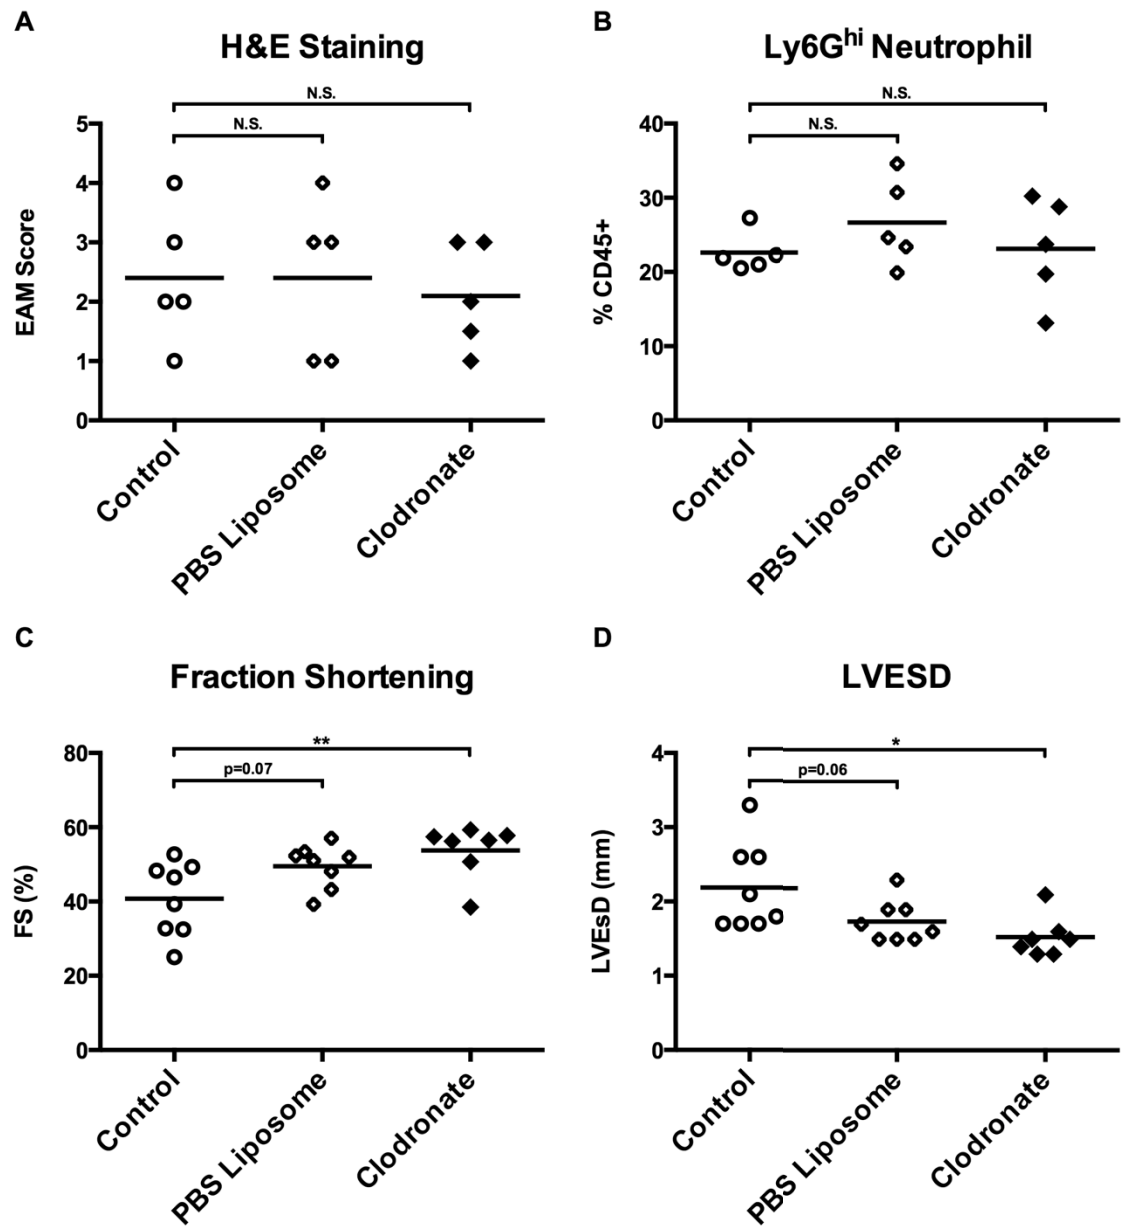 A
H&E Staining
N.S.
N.S.
5
4
3
2
1
0
EAM Score
Control
PBS Liposome
Clodronate
B
Ly6Ghi Neutrophil
N.S.
N.S.
40
30
20
10
0
% CD45+
Control
PBS Liposome
Clodronate
C
Fraction Shortening
**
p=0.07
80
60
40
20
0
FS (%)
Control
PBS Liposome
Clodronate
D
LVESD
*
p=0.06
4
3
2
1
0
LVEsD (mm)
Control
PBS Liposome
Clodronate